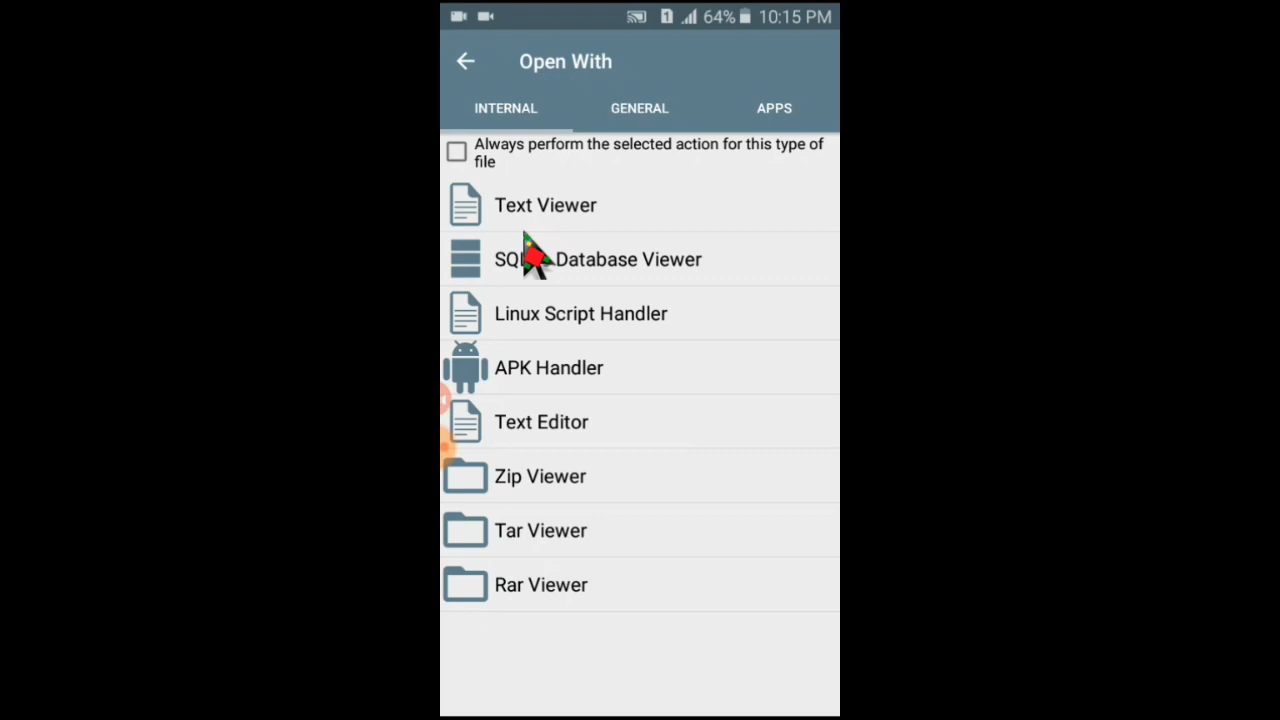 1 64% 10:15 PM
Open With
INTERNAL GENERAL APPS
Always perform the selected action for this type of
file
Text Viewer
Database Viewer
Linux Script Handler
APK Handler
Text Editor
Zip Viewer
Tar Viewer
Rar Viewer